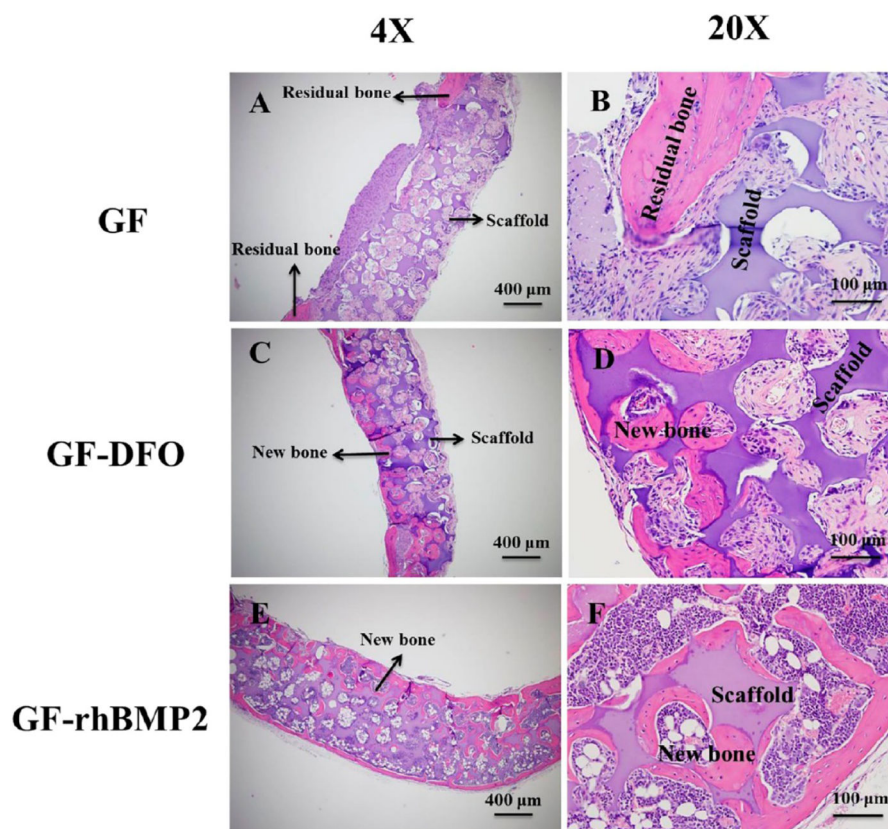 4X 20X
GF
A Residual bone
Scaffold
Residual bone
400 µm
B
Residual bone
Scaffold
100 µm
GF-DFO
C
New bone
Scaffold
400 µm
D
Scaffold
New bone
100 µm
GF-rhBMP2
E
New bone
400 µm
F
Scaffold
New bone
100 µm